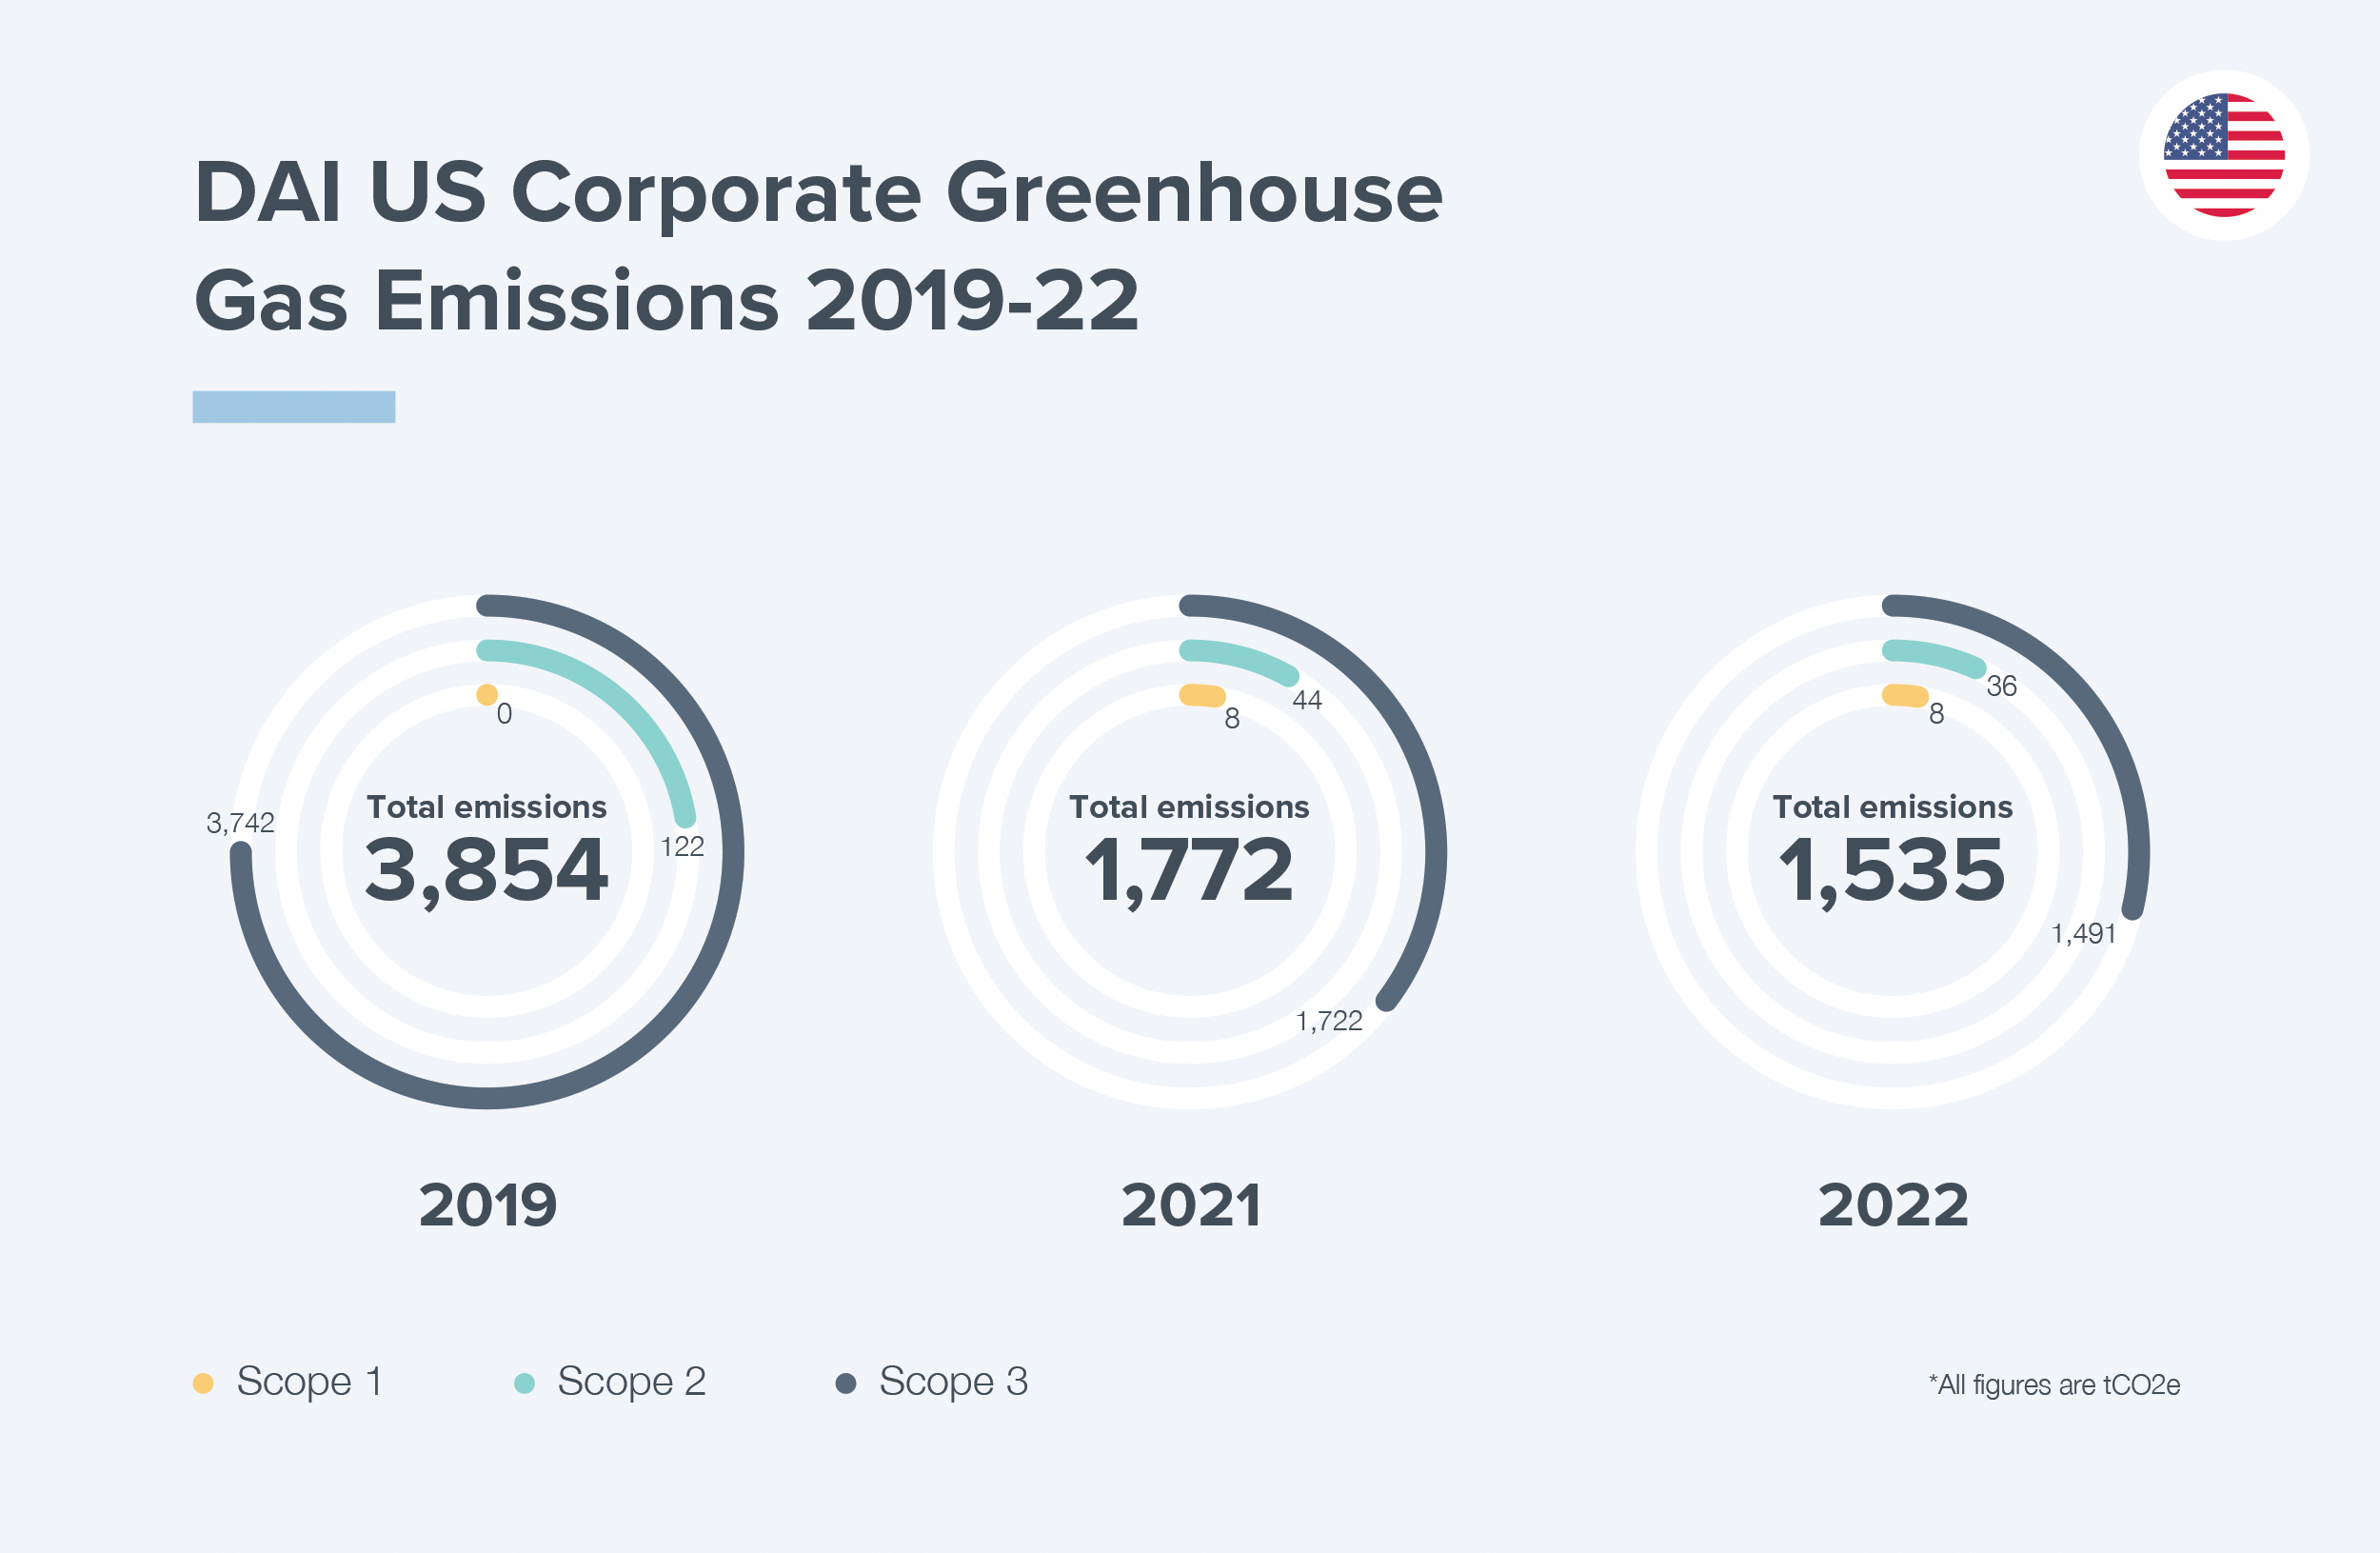 DAI US Corporate Greenhouse
Gas Emissions 2019-22
0
122
3,742
Total emissions
3,854
2019
8
44
1,722
Total emissions
1,772
2021
8
36
1,491
Total emissions
1,535
2022
Scope 1
Scope 2
Scope 3
*All figures are tCO2e